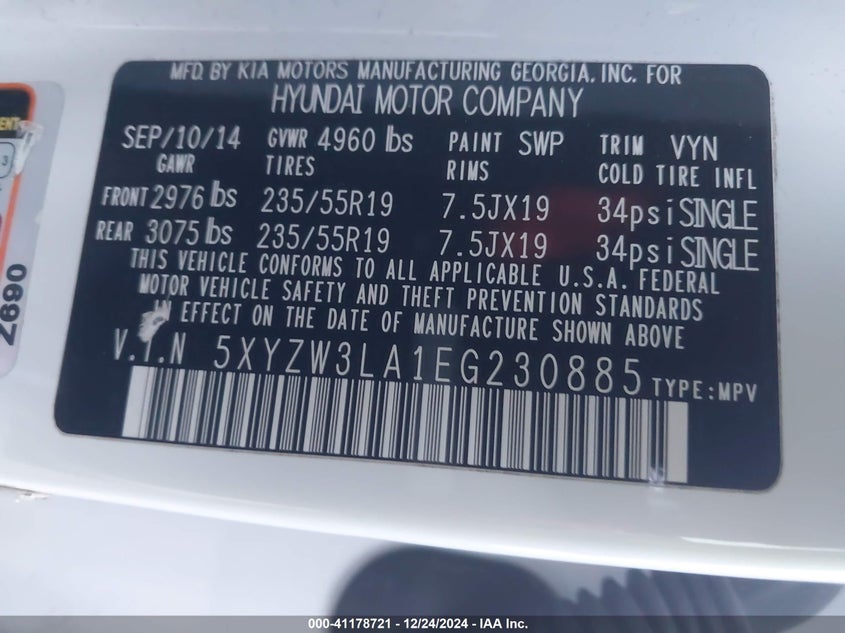 MFD. BY KIA MOTORS MANUFACTURING GEORGIA, INC. FOR
HYUNDAI MOTOR COMPANY
SEP/10/14 GVWR 4960 lbs PAINT SWP TRIM VYN
GAWR TIRES RIMS COLD TIRE INFL
FRONT 2976 lbs 235/55R19 7.5JX19 34psi SINGLE
REAR 3075 lbs 235/55R19 7.5JX19 34psi SINGLE
THIS VEHICLE CONFORMS TO ALL APPLICABLE U.S.A. FEDERAL
MOTOR VEHICLE SAFETY AND THEFT PREVENTION STANDARDS
IN EFFECT ON THE DATE OF MANUFACTURE SHOWN ABOVE
V.I.N 5XYZW3LA1EG230885 TYPE:MPV
Z690
000-41178721 - 12/24/2024 - IAA Inc.